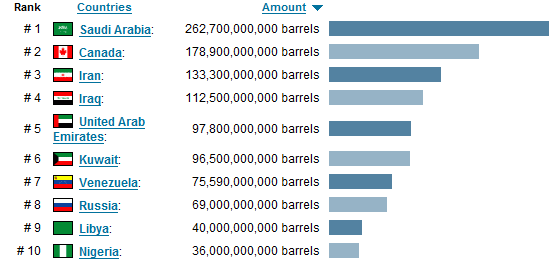 Rank Countries Amount
# 1 Saudi Arabia: 262,700,000,000 barrels
# 2 Canada: 178,900,000,000 barrels
# 3 Iran: 133,300,000,000 barrels
# 4 Iraq: 112,500,000,000 barrels
# 5 United Arab Emirates: 97,800,000,000 barrels
# 6 Kuwait: 96,500,000,000 barrels
# 7 Venezuela: 75,590,000,000 barrels
# 8 Russia: 69,000,000,000 barrels
# 9 Libya: 40,000,000,000 barrels
# 10 Nigeria: 36,000,000,000 barrels